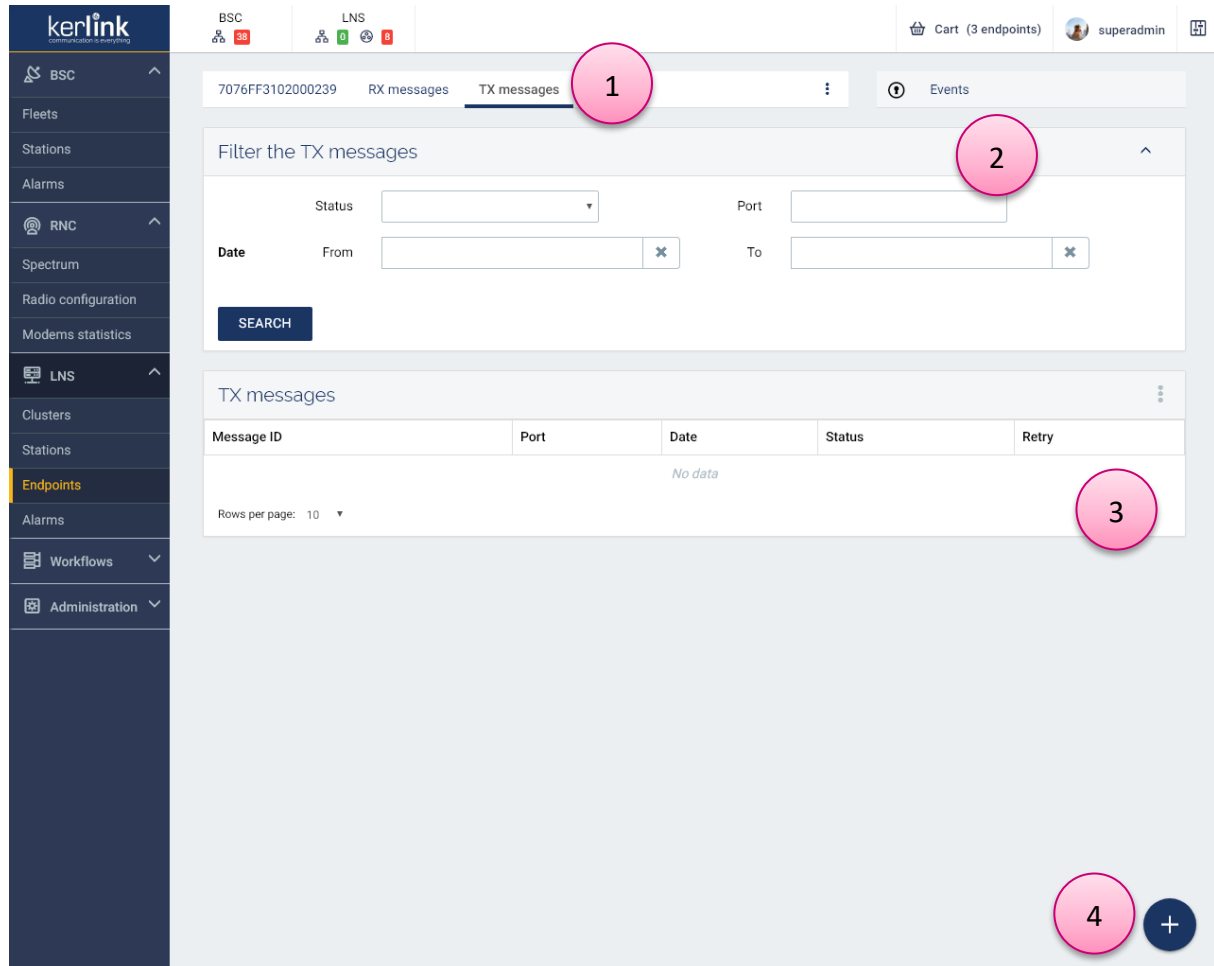 kerlink
communication is everything
BSC
38
LNS
0 8
Cart (3 endpoints)
superadmin
BSC
Fleets
Stations
Alarms
RNC
Spectrum
Radio configuration
Modems statistics
LNS
Clusters
Stations
Endpoints
Alarms
Workflows
Administration
7076FF3102000239 RX messages TX messages
1
Events
2
Filter the TX messages
Status
Port
Date From
To
SEARCH
TX messages
Message ID Port Date Status Retry
No data
Rows per page: 10
3
4